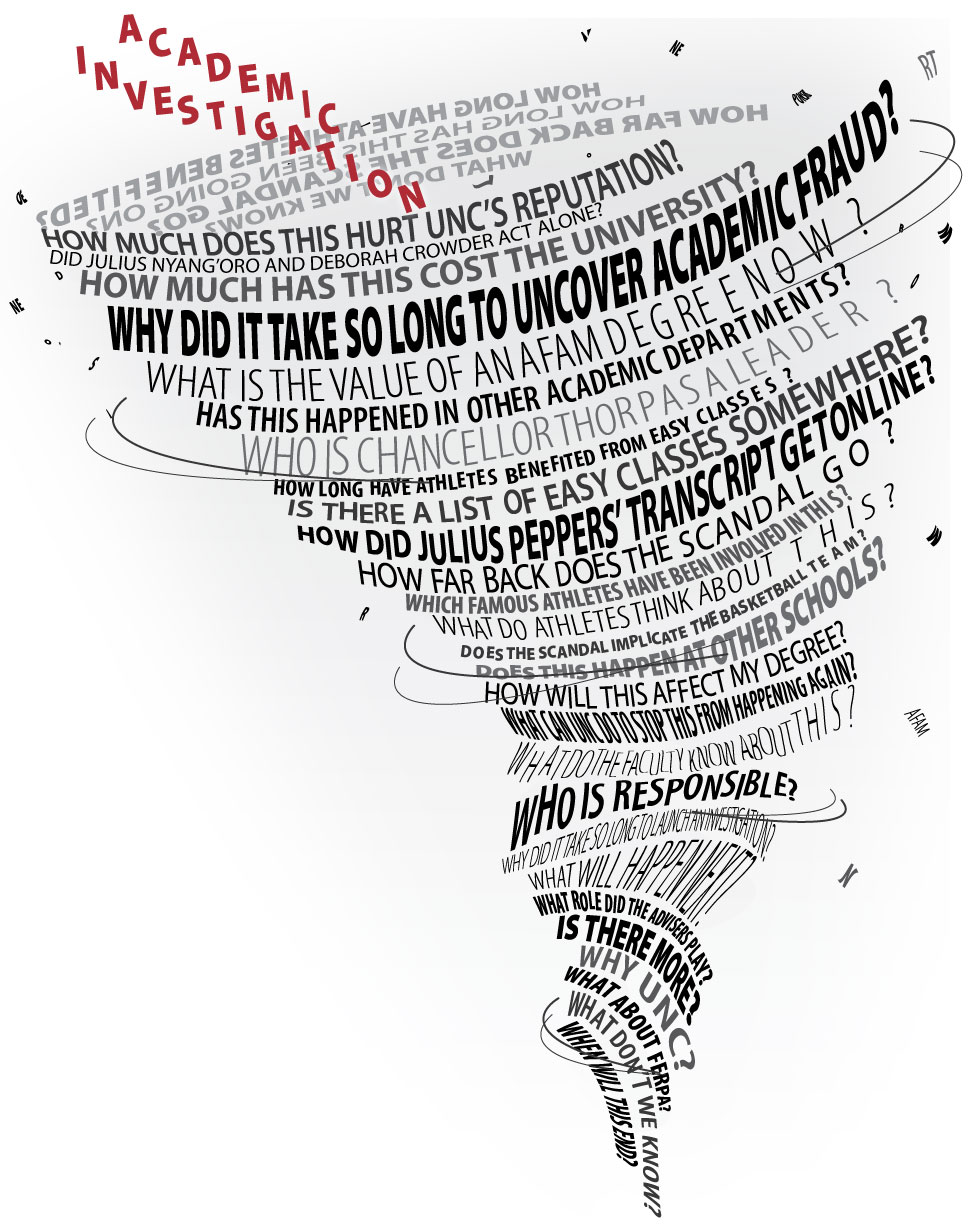 ACADEMIC
INVESTIGATION
HOW LONG HAVE ATHLETES BENEFITED?
HOW LONG HAS THIS BEEN GOING ON?
HOW FAR BACK DOES THE SCANDAL GO?
WHAT DON'T WE KNOW?
HOW MUCH DOES THIS HURT UNC'S REPUTATION?
DID JULIUS NYANG'ORO AND DEBORAH CROWDER ACT ALONE?
HOW MUCH HAS THIS COST THE UNIVERSITY?
WHY DID IT TAKE SO LONG TO UNCOVER ACADEMIC FRAUD?
WHAT IS THE VALUE OF AN AFAM DEGREE NOW?
HAS THIS HAPPENED IN OTHER ACADEMIC DEPARTMENTS?
WHO IS CHANCELLOR THORP AS A LEADER?
HOW LONG HAVE ATHLETES BENEFITED FROM EASY CLASSES?
IS THERE A LIST OF EASY CLASSES SOMEWHERE?
HOW DID JULIUS PEPPERS' TRANSCRIPT GET ONLINE?
HOW FAR BACK DOES THE SCANDAL GO?
WHICH FAMOUS ATHLETES HAVE BEEN INVOLVED IN THIS?
WHAT DO ATHLETES THINK ABOUT THIS?
DOES THE SCANDAL IMPLICATE THE BASKETBALL TEAM?
DOES THIS HAPPEN AT OTHER SCHOOLS?
HOW WILL THIS AFFECT MY DEGREE?
WHAT CAN UNC DO TO STOP THIS FROM HAPPENING AGAIN?
WHAT DO THE FACULTY KNOW ABOUT THIS?
WHO IS RESPONSIBLE?
WHY DID IT TAKE SO LONG TO LAUNCH AN INVESTIGATION?
WHAT WILL HAPPEN NEXT?
WHAT ROLE DID THE ADVISERS PLAY?
IS THERE MORE?
WHY UNC?
WHAT ABOUT FERPA?
WHAT DON'T WE KNOW?
WHEN WILL THIS END?
NE
RT
NE
AFAM